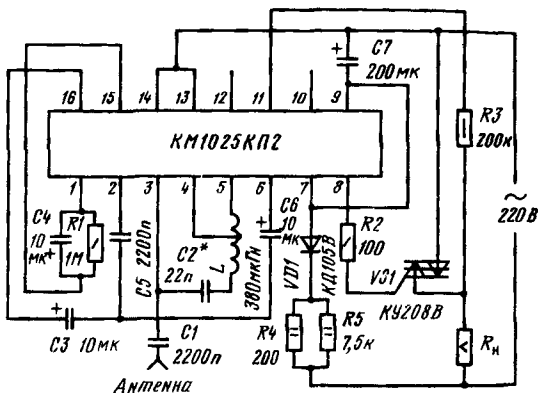 C7
200 мк
16 15 14 13 12 11 10 9
КМ1025КП2
R3
200к
~
220В
1 2 3 4 5 6 7 8
C4
10
мк
+
R1
1М
C5 2200п
C2*
22п
L
380мкГн
C6
10
мк
+
VD1
КД105В
R2
100
VS1
КУ208В
+
C3 10мк
C1
2200п
R4
200
R5
7,5к
Rн
Антенна